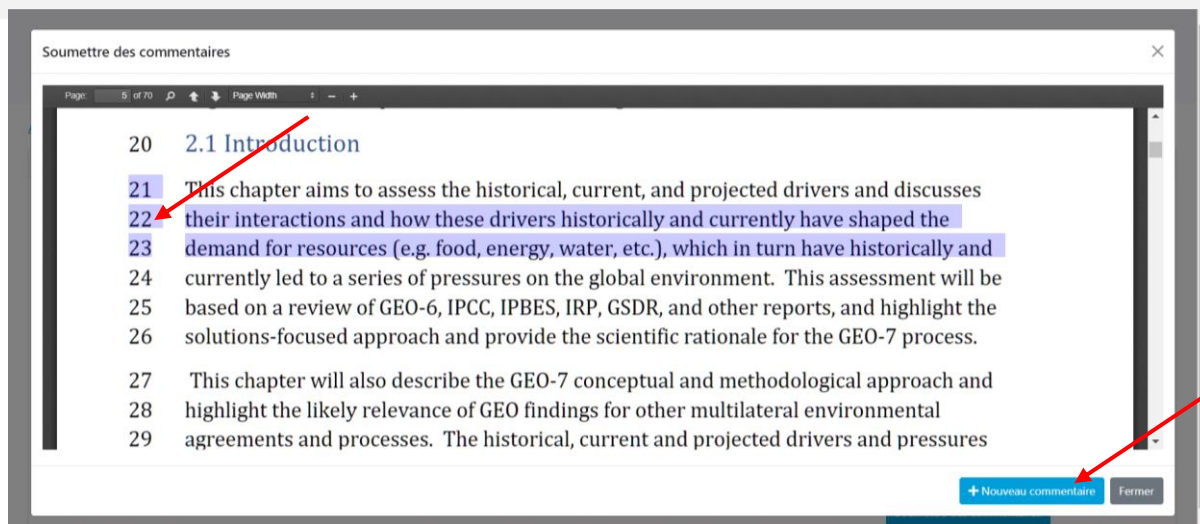 Soumettre des commentaires
Page: 5 of 70 Page Width
20 2.1 Introduction
21 This chapter aims to assess the historical, current, and projected drivers and discusses
22 their interactions and how these drivers historically and currently have shaped the
23 demand for resources (e.g. food, energy, water, etc.), which in turn have historically and
24 currently led to a series of pressures on the global environment. This assessment will be
25 based on a review of GEO-6, IPCC, IPBES, IRP, GSDR, and other reports, and highlight the
26 solutions-focused approach and provide the scientific rationale for the GEO-7 process.
27 This chapter will also describe the GEO-7 conceptual and methodological approach and
28 highlight the likely relevance of GEO findings for other multilateral environmental
29 agreements and processes. The historical, current and projected drivers and pressures
+ Nouveau commentaire Fermer